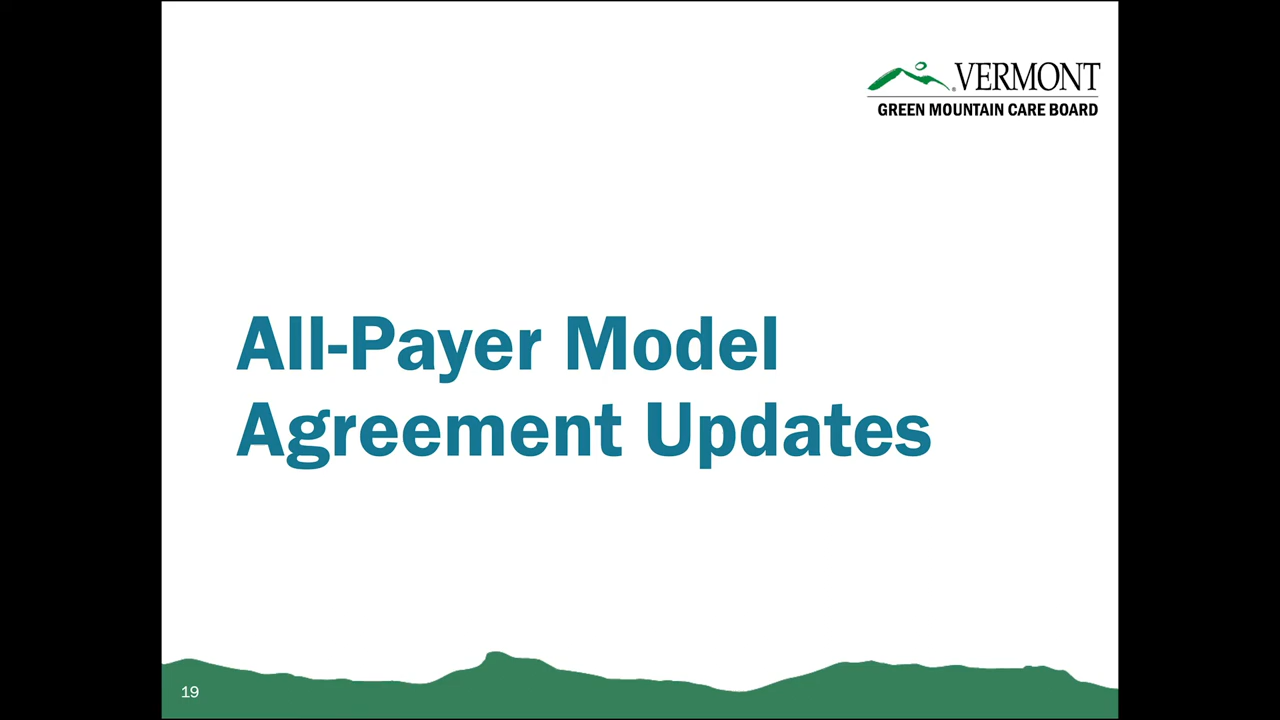 VERMONT
GREEN MOUNTAIN CARE BOARD
All-Payer Model
Agreement Updates
19